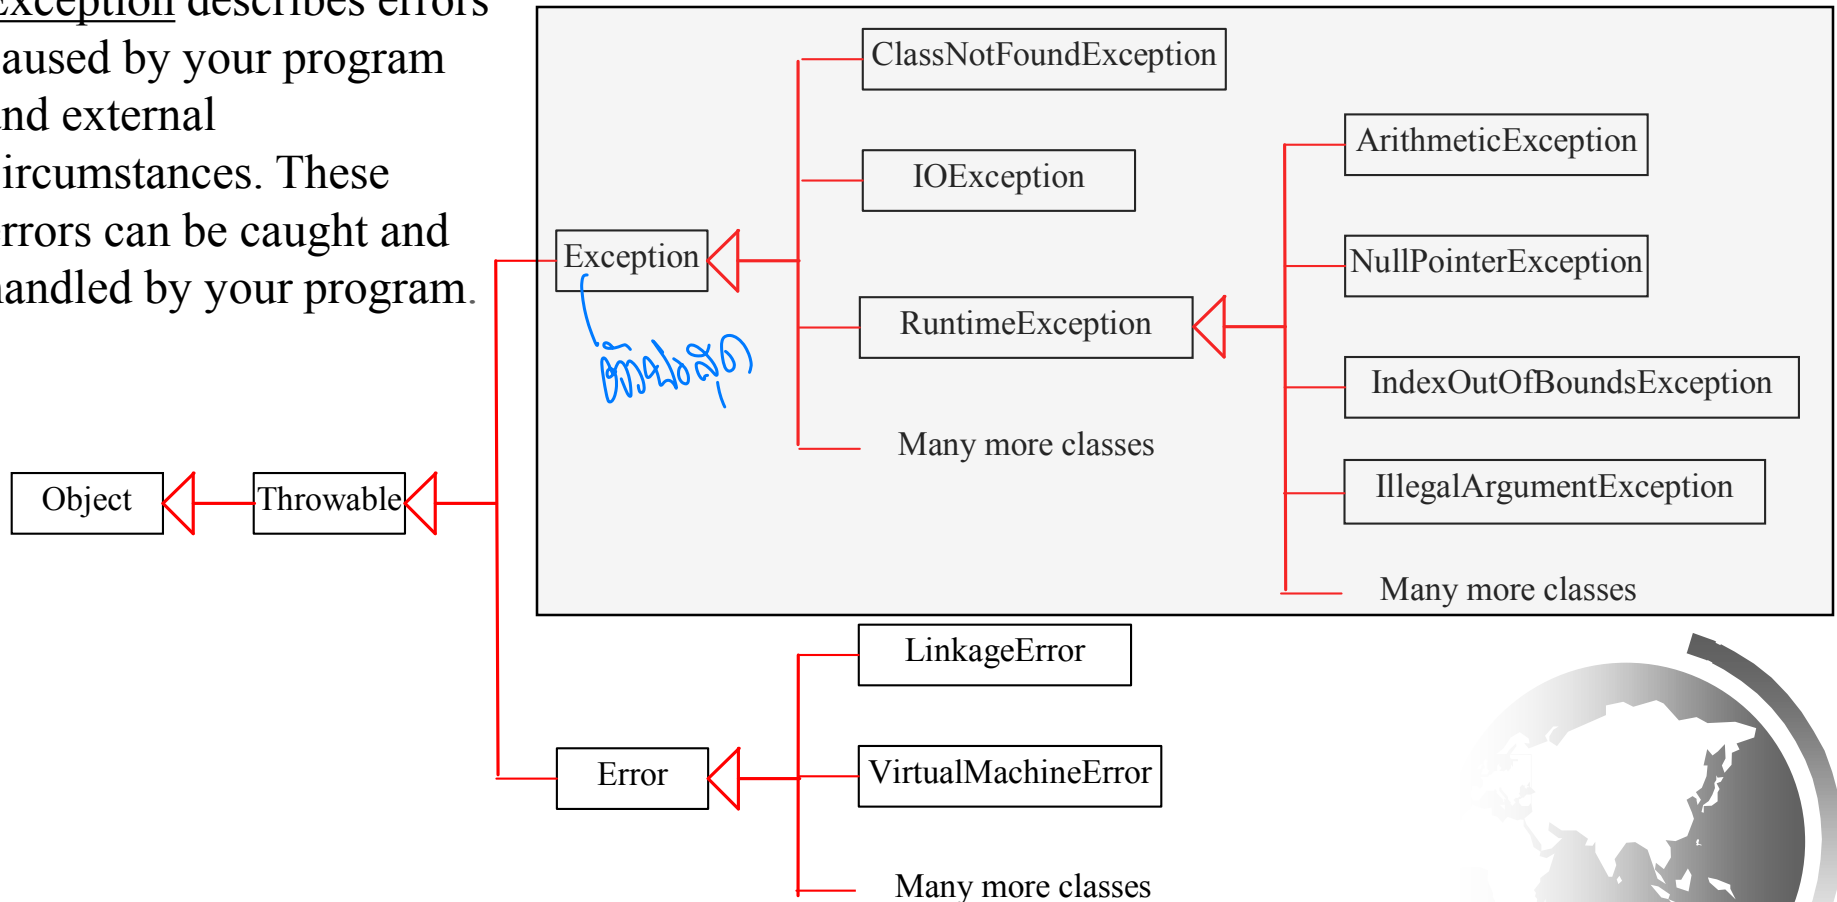 Exception describes errors
caused by your program
and external
circumstances. These
errors can be caught and
handled by your program.
ClassNotFoundException
IOException
Exception
RuntimeException
Many more classes
ArithmeticException
NullPointerException
IndexOutOfBoundsException
IllegalArgumentException
Many more classes
Object
Throwable
LinkageError
Error
VirtualMachineError
Many more classes